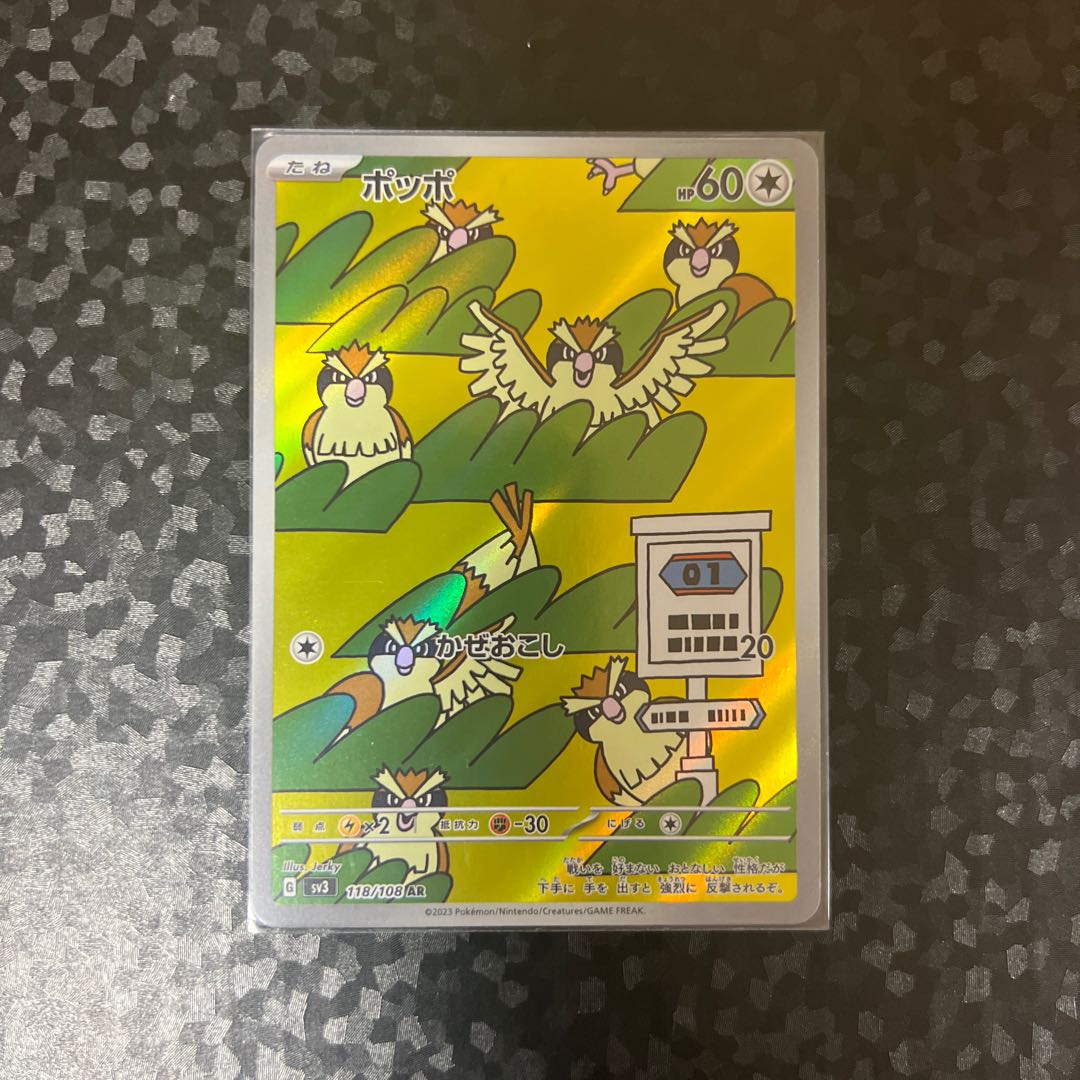 たね ポッポ HP60
01
かぜおこし 20
弱点 ×2 抵抗力 -30 にげる
Illus. Jerky
戦いを 好まない おとなしい 性格だが
下手に 手を 出すと 強烈に 反撃されるぞ。
G sv3 118/108 AR
©2023 Pokémon/Nintendo/Creatures/GAME FREAK.